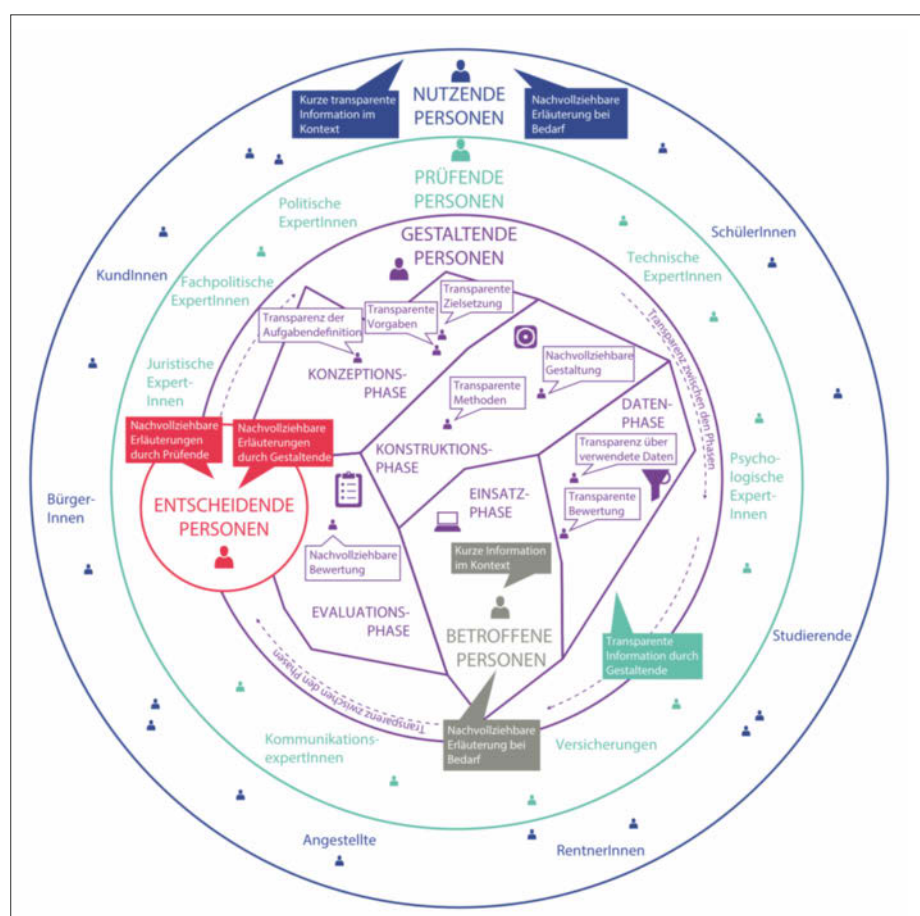 Kurze transparente
Information im
Kontext
NUTZENDE
PERSONEN
Nachvollziehbare
Erläuterung bei
Bedarf
PRÜFENDE
PERSONEN
Politische
ExpertInnen
GESTALTENDE
PERSONEN
SchülerInnen
KundInnen
Fachpolitische
ExpertInnen
Technische
ExpertInnen
Transparenz der
Aufgabendefinition
Transparente
Vorgaben
Transparente
Zielsetzung
Transparenz zwischen den Phasen
Juristische
Expert-
Innen
KONZEPTIONS-
PHASE
Nachvollziehbare
Gestaltung
Transparente
Methoden
DATEN-
PHASE
Nachvollziehbare
Erläuterungen
durch Prüfende
Nachvollziehbare
Erläuterungen
durch Gestaltende
KONSTRUKTIONS-
PHASE
Transparenz über
verwendete Daten
Psycho-
logische
Expert-
Innen
Bürger-
Innen
ENTSCHEIDENDE
PERSONEN
EINSATZ-
PHASE
Transparente
Bewertung
Nachvollziehbare
Bewertung
Kurze Information
im Kontext
EVALUATIONS-
PHASE
BETROFFENE
PERSONEN
Transparente
Information durch
Gestaltende
Studierende
Transparenz zwischen den Phasen
Nachvollziehbare
Erläuterung bei
Bedarf
Kommunikations-
expertInnen
Versicherungen
Angestellte
RentnerInnen